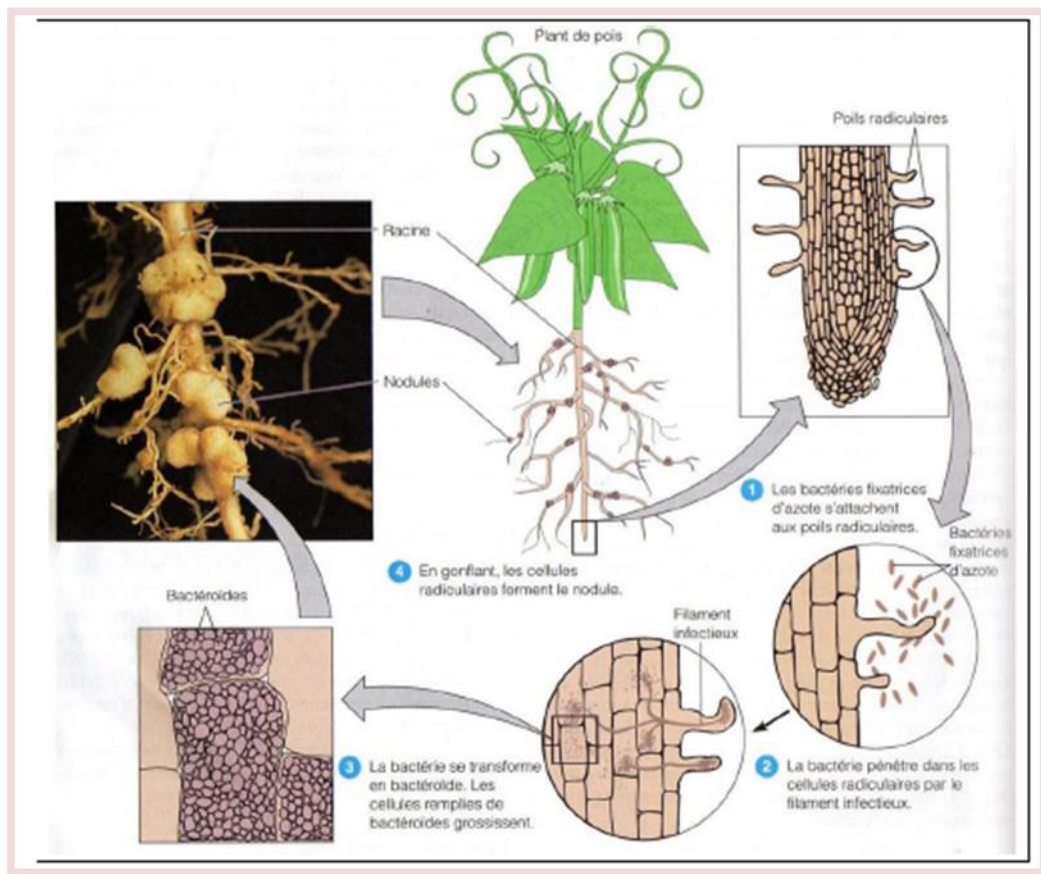 Plant de pois
Poils radiculaires
Racine
Nodules
1 Les bactéries fixatrices
d'azote s'attachent
aux poils radiculaires.
Bactéries
fixatrices
d'azote
4 En gonflant, les cellules
radiculaires forment le nodule.
Bactéroïdes
Filament
infectieux
3 La bactérie se transforme
en bactéroïde. Les
cellules remplies de
bactéroïdes grossissent.
2 La bactérie pénètre dans les
cellules radiculaires par le
filament infectieux.